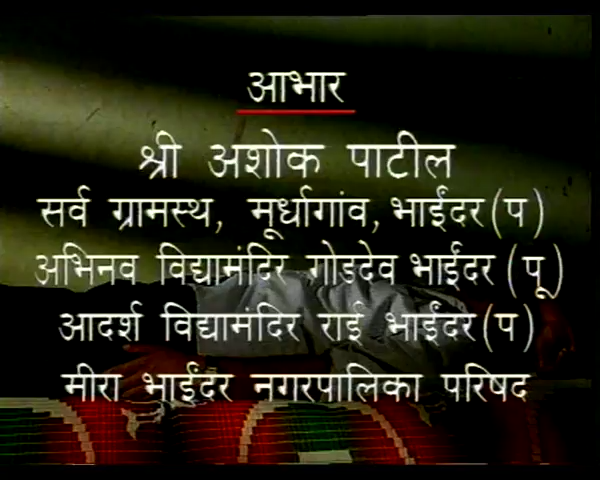 आभार
श्री अशोक पाटील
सर्व ग्रामस्थ, मूर्धागांव, भाईंदर(प)
अभिनव विद्यामंदिर गोडदेव भाईंदर (पू)
आदर्श विद्यामंदिर राई भाईंदर(प)
मीरा भाईंदर नगरपालिका परिषद